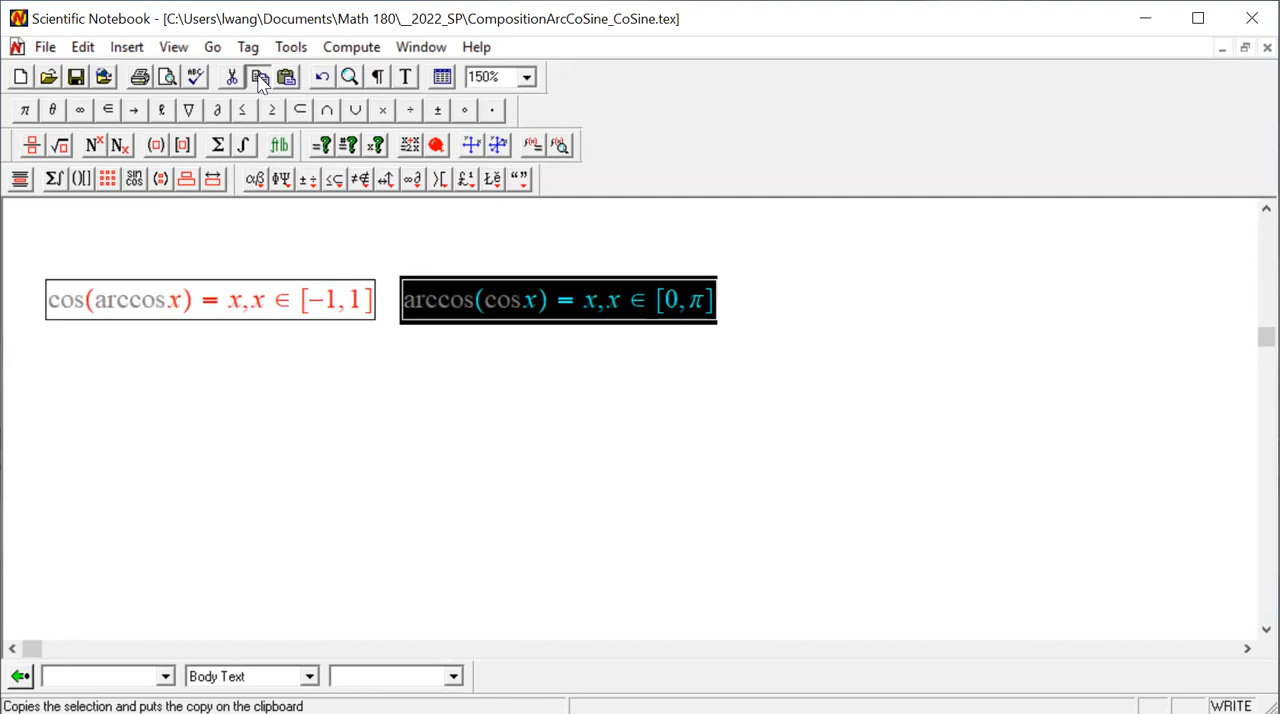 Scientific Notebook - [C:\Users\lwang\Documents\Math 180\__2022_SP\CompositionArcCoSine_CoSine.tex]
File Edit Insert View Go Tag Tools Compute Window Help
ABC T 150%
π θ ∞ ∈ → ℓ ∇ ∂ ≤ ≥ ⊂ ∩ ∪ × ÷ ± ∘ ·
cos(arccos x) = x, x ∈ [−1, 1] arccos(cos x) = x, x ∈ [0, π]
Body Text
Copies the selection and puts the copy on the clipboard WRITE